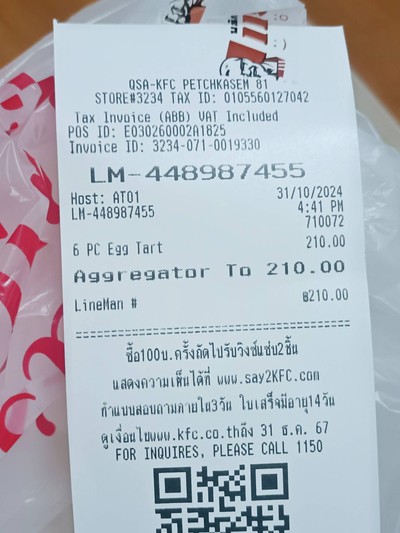 QSA-KFC PETCHKASEM 81
STORE#3234 TAX ID: 0105560127042
Tax Invoice (ABB) VAT Included
POS ID: E030260002A1825
Invoice ID: 3234-071-0019330
LM-448987455
Host: AT01 31/10/2024
LM-448987455 4:41 PM
710072
6 PC Egg Tart 210.00
Aggregator To 210.00
LineMan # ฿210.00
ซื้อ100บ.ครั้งถัดไปรับวิงซ์แซ่บ2ชิ้น
แสดงความเห็นได้ที่ www.say2KFC.com
ทำแบบสอบถามภายใน3วัน ใบเสร็จมีอายุ14วัน
ดูเงื่อนไขwww.kfc.co.thถึง 31 ธ.ค. 67
FOR INQUIRES, PLEASE CALL 1150